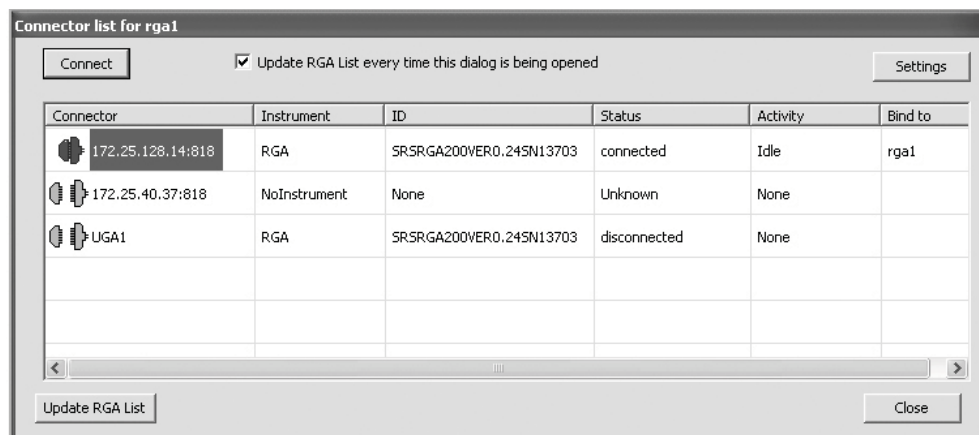 Connector list for rga1
Connect
Update RGA List every time this dialog is being opened
Settings
Connector Instrument ID Status Activity Bind to
172.25.128.14:818 RGA SRSRGA200VER0.24SN13703 connected Idle rga1
172.25.40.37:818 NoInstrument None Unknown None
UGA1 RGA SRSRGA200VER0.24SN13703 disconnected None
Update RGA List
Close